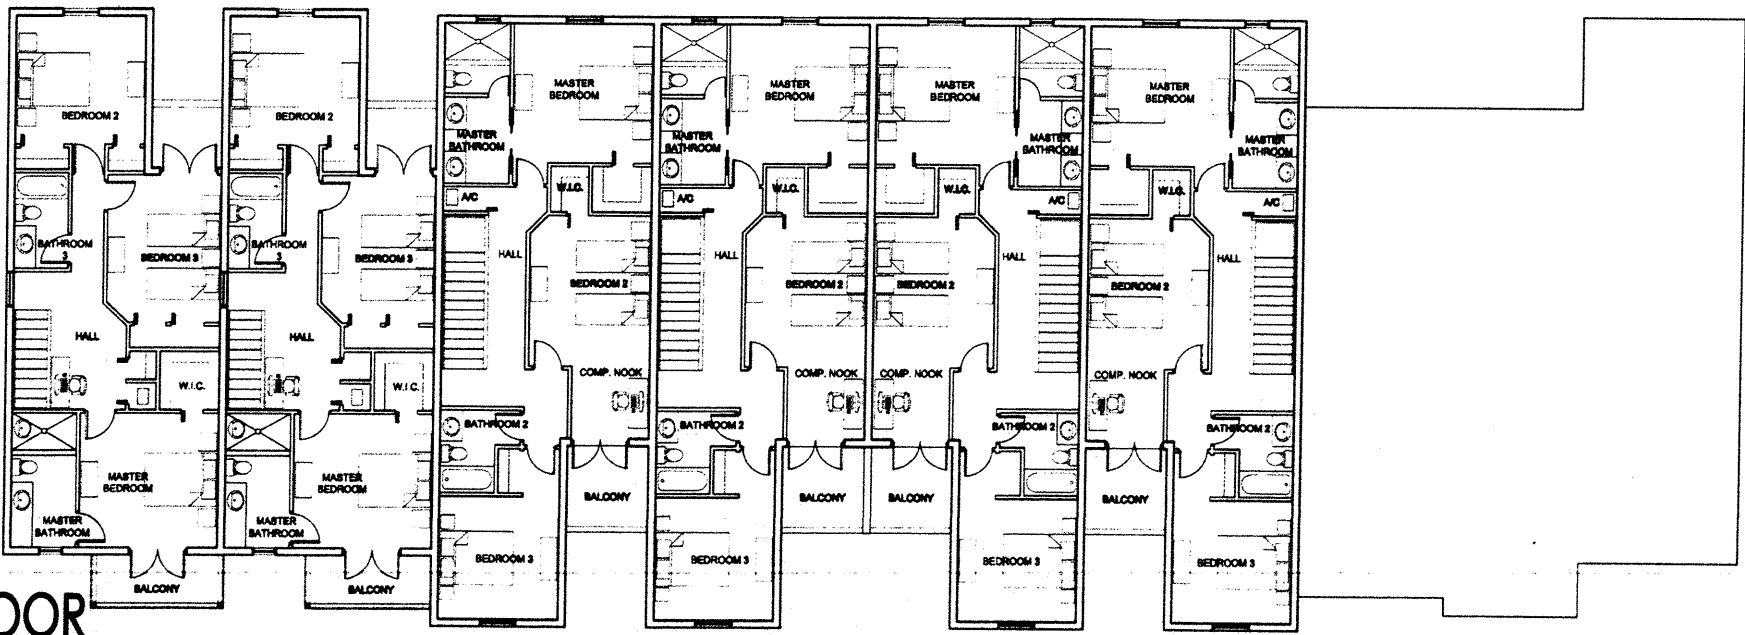 BEDROOM 2
BATHROOM
3
BEDROOM 3
HALL
W.I.C.
MASTER
BEDROOM
MASTER
BATHROOM
BALCONY
BEDROOM 2
BATHROOM
3
BEDROOM 3
HALL
W.I.C.
MASTER
BEDROOM
MASTER
BATHROOM
BALCONY
MASTER
BEDROOM
MASTER
BATHROOM
W.I.C.
A/C
HALL
BEDROOM 2
COMP. NOOK
BATHROOM 2
BALCONY
BEDROOM 3
MASTER
BEDROOM
MASTER
BATHROOM
W.I.C.
A/C
HALL
BEDROOM 2
COMP. NOOK
BATHROOM 2
BALCONY
BEDROOM 3
MASTER
BEDROOM
MASTER
BATHROOM
W.I.C.
A/C
HALL
BEDROOM 2
COMP. NOOK
BATHROOM 2
BALCONY
BEDROOM 3
MASTER
BEDROOM
MASTER
BATHROOM
W.I.C.
A/C
HALL
BEDROOM 2
COMP. NOOK
BATHROOM 2
BALCONY
BEDROOM 3
OOR